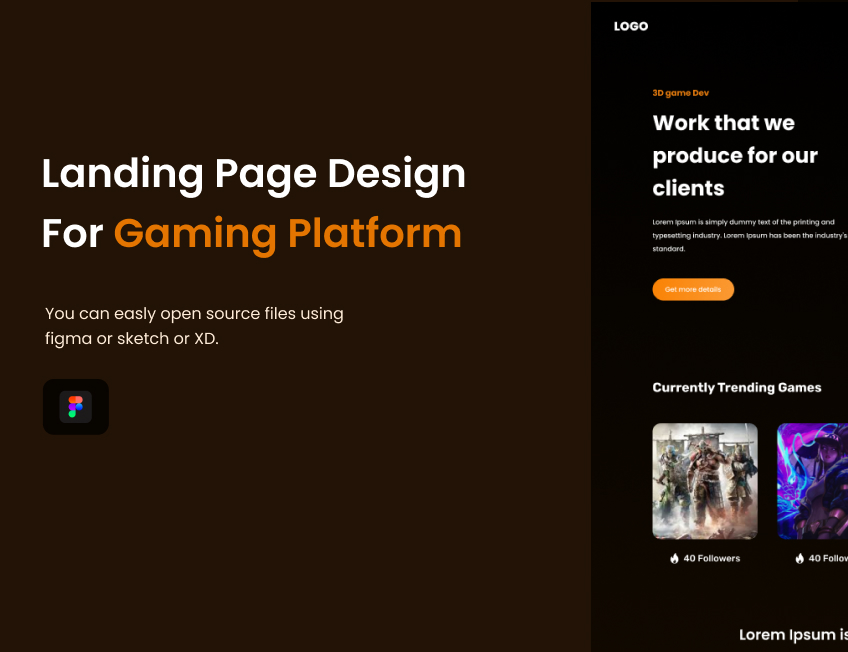 Landing Page Design
For Gaming Platform
You can easly open source files using
figma or sketch or XD.
LOGO
3D game Dev
Work that we
produce for our
clients
Lorem Ipsum is simply dummy text of the printing and
typesetting industry. Lorem Ipsum has been the industry's
standard.
Get more details
Currently Trending Games
40 Followers
40 Follow
Lorem Ipsum is